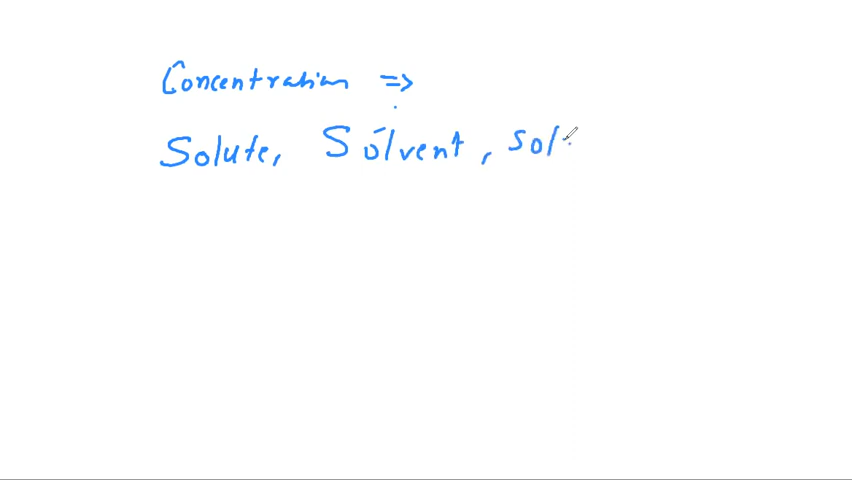 Concentration =>
Solute, Solvent, sol